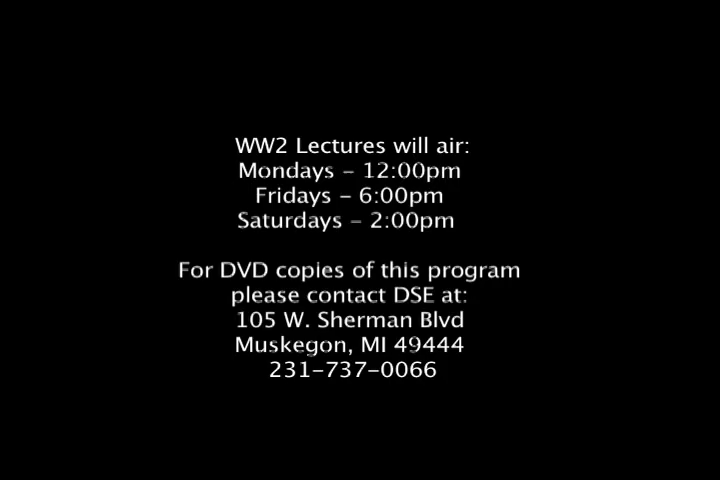 WW2 Lectures will air:
Mondays – 12:00pm
Fridays – 6:00pm
Saturdays – 2:00pm
For DVD copies of this program
please contact DSE at:
105 W. Sherman Blvd
Muskegon, MI 49444
231–737–0066